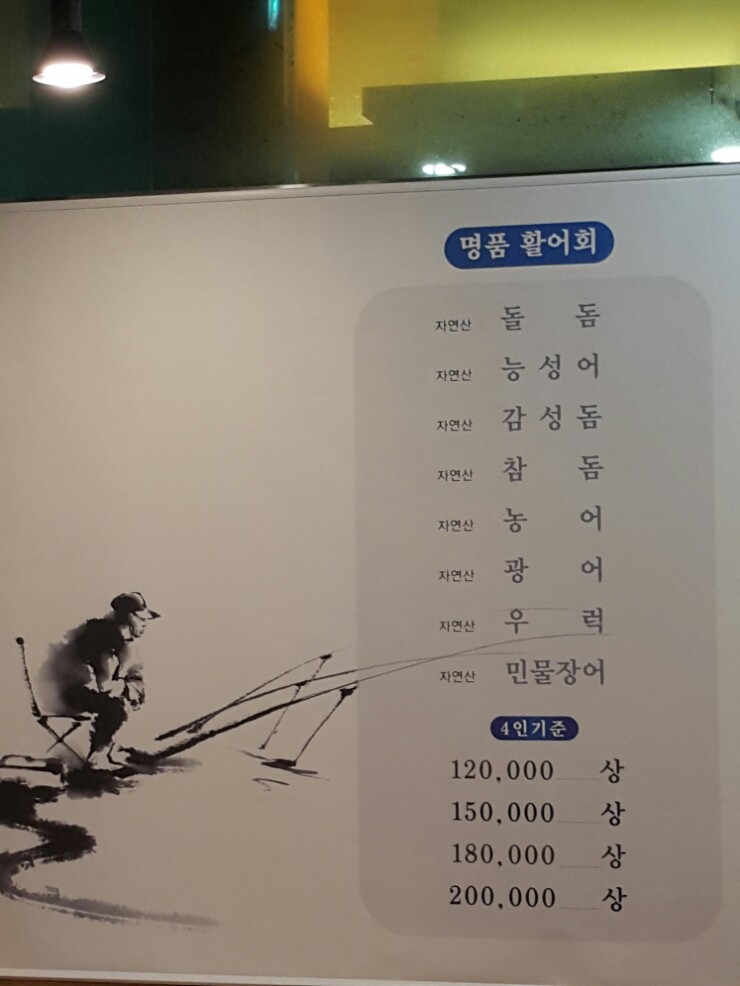 명품 활어회
자연산 돌 돔
자연산 능성어
자연산 감성돔
자연산 참 돔
자연산 농 어
자연산 광 어
자연산 우 럭
자연산 민물장어
4인기준
120,000 상
150,000 상
180,000 상
200,000 상